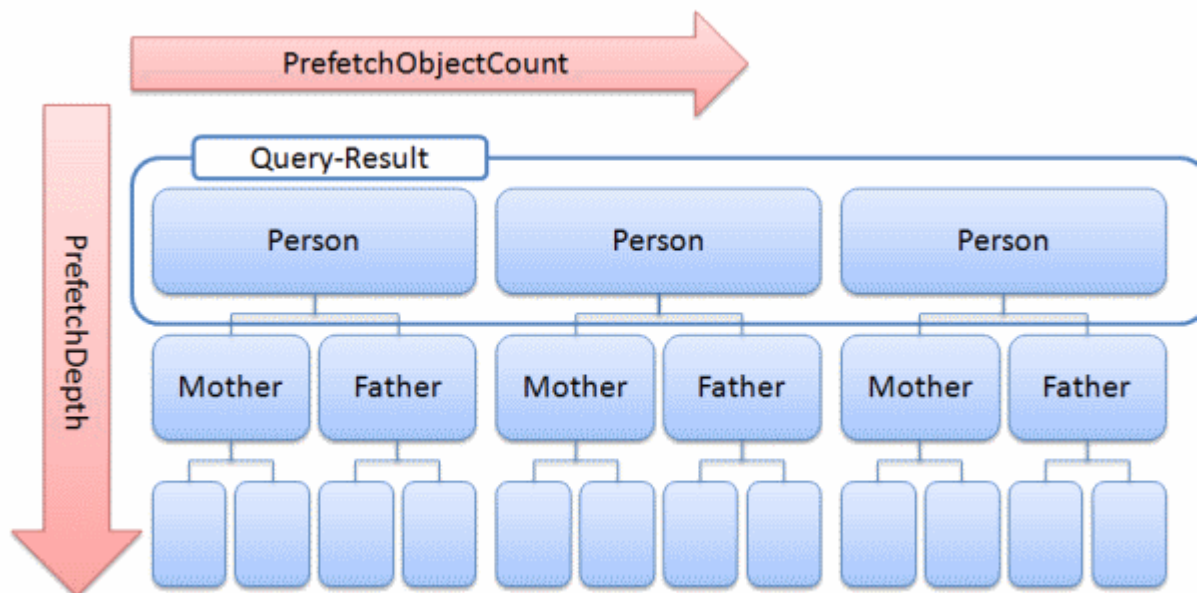 PrefetchObjectCount
PrefetchDepth
Query-Result
Person Person Person
Mother Father Mother Father Mother Father